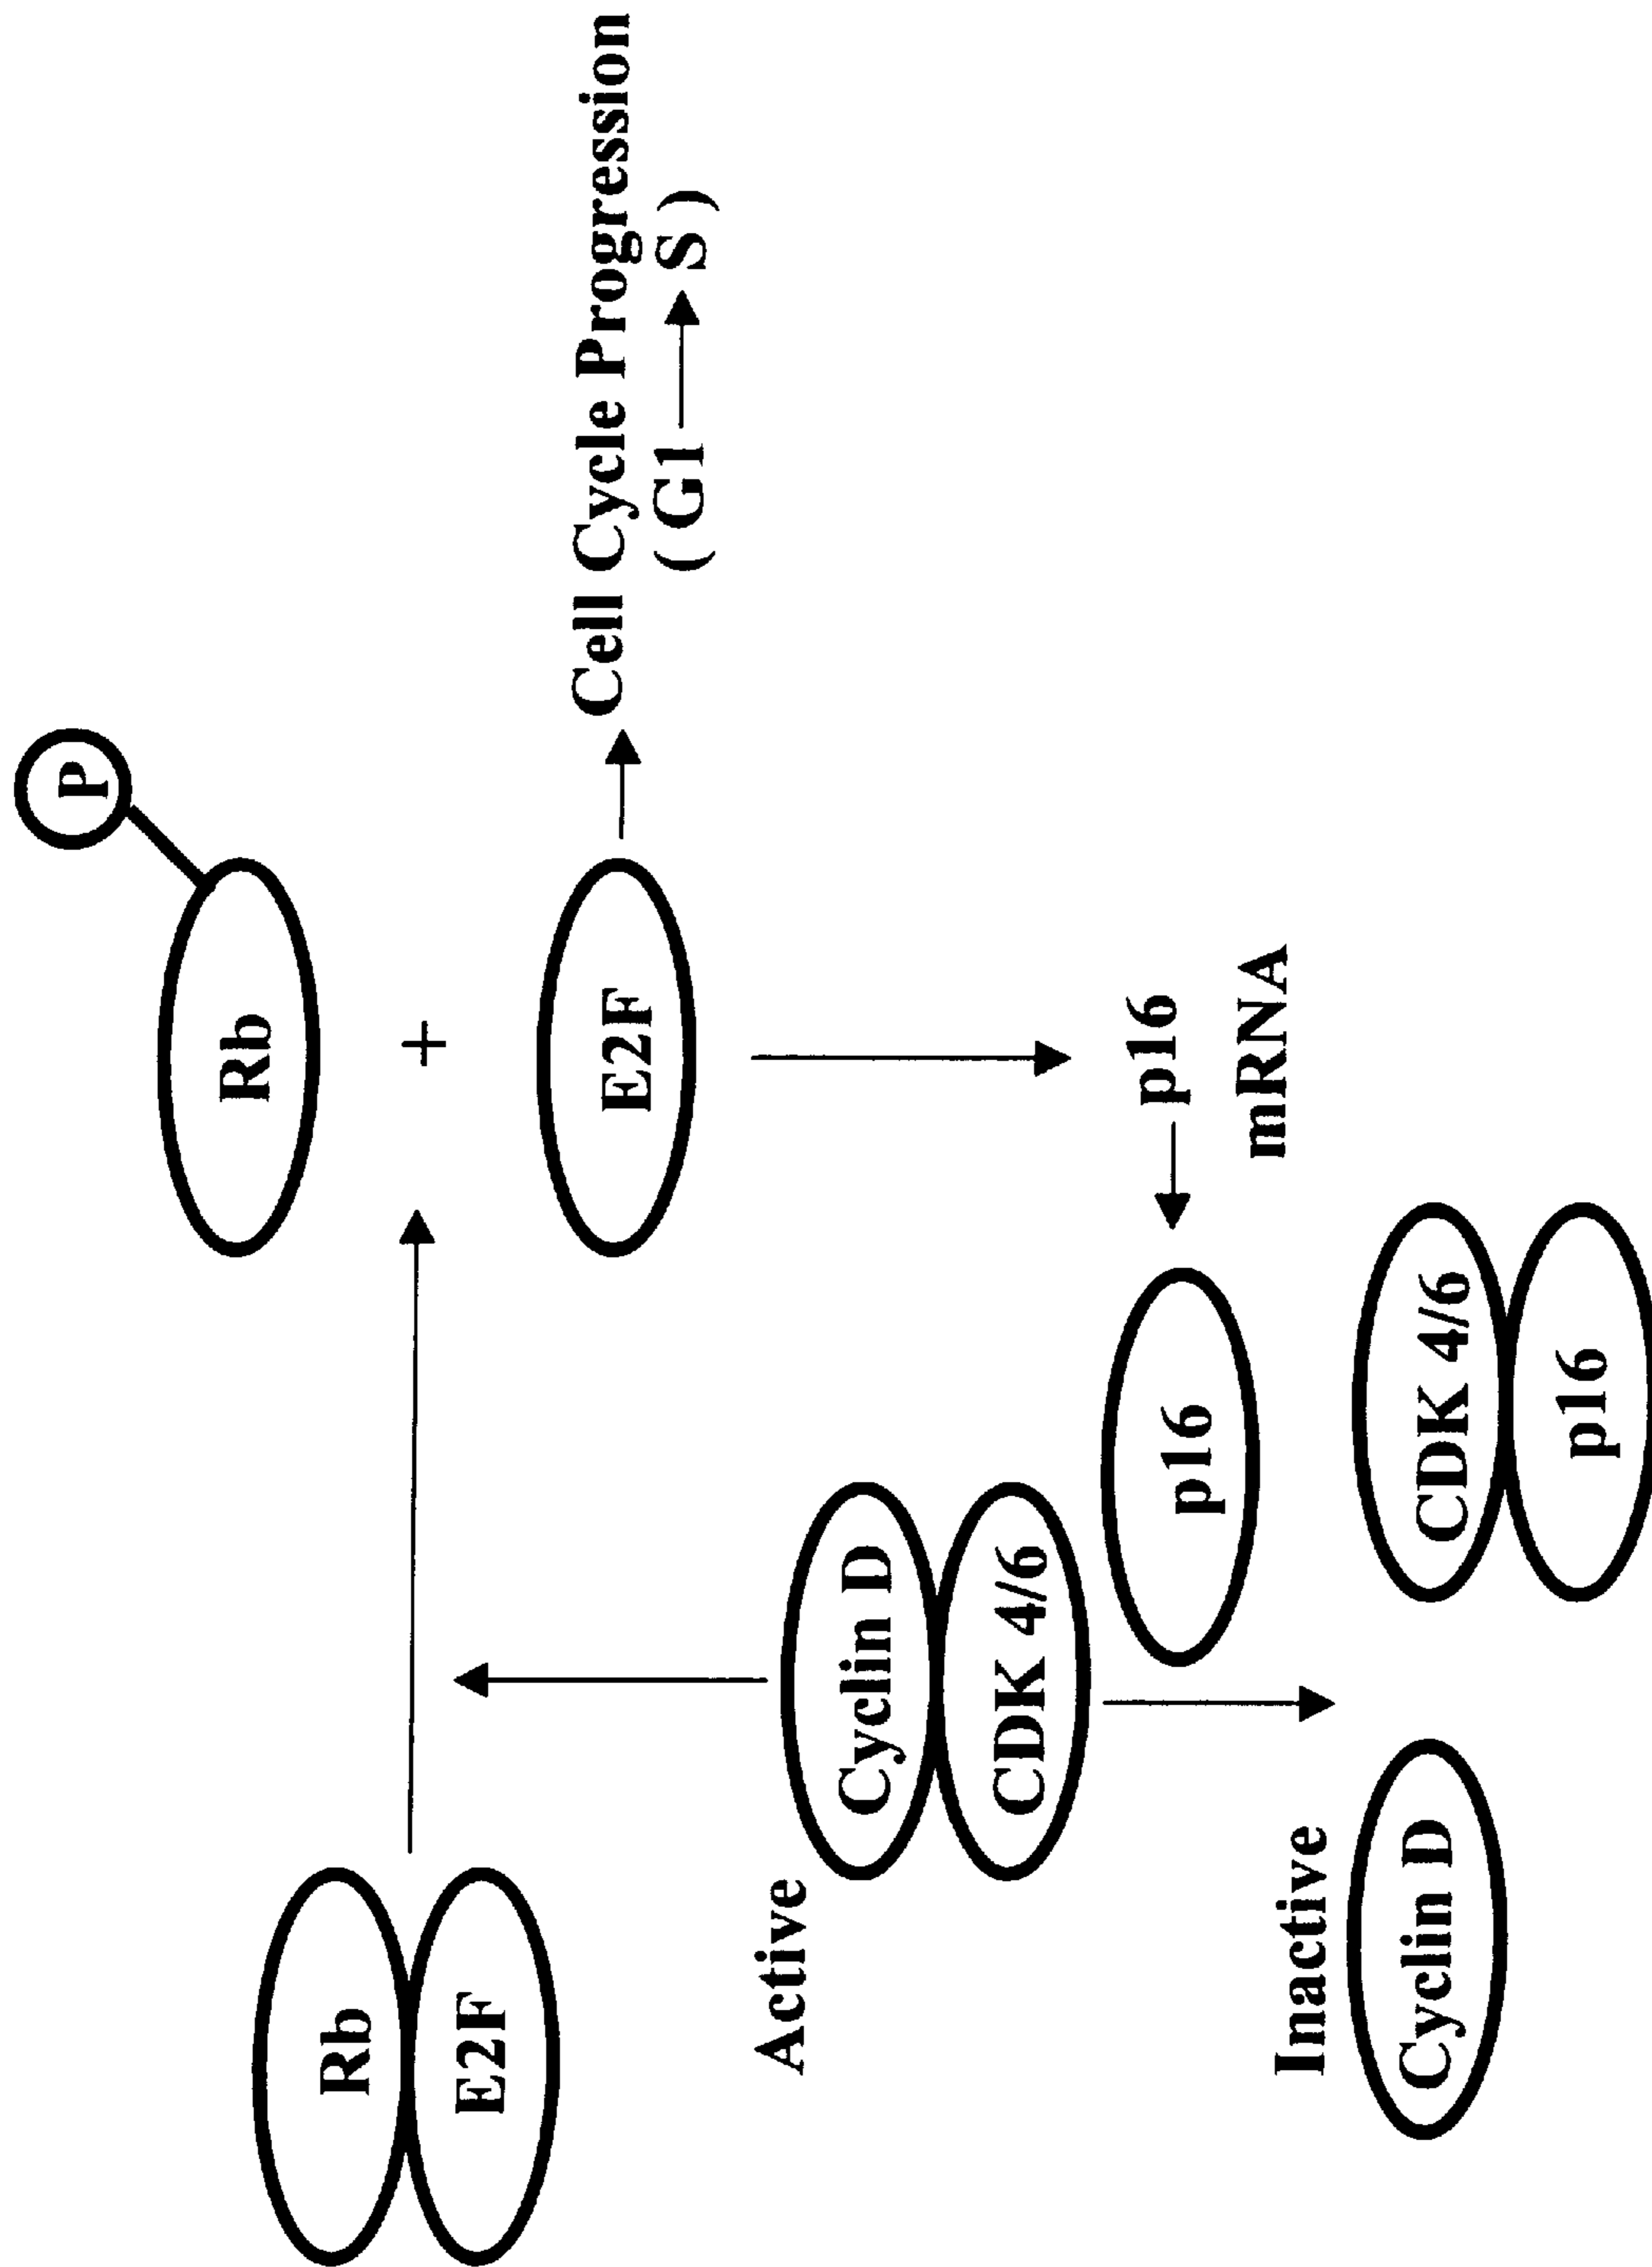 P
Rb
Rb
+
E2F
E2F
Cell Cycle Progression
( G1 → S )
Active
Cyclin D
CDK 4//6
p16
p16
mRNA
Inactive
Cyclin D
CDK 4//6
p16